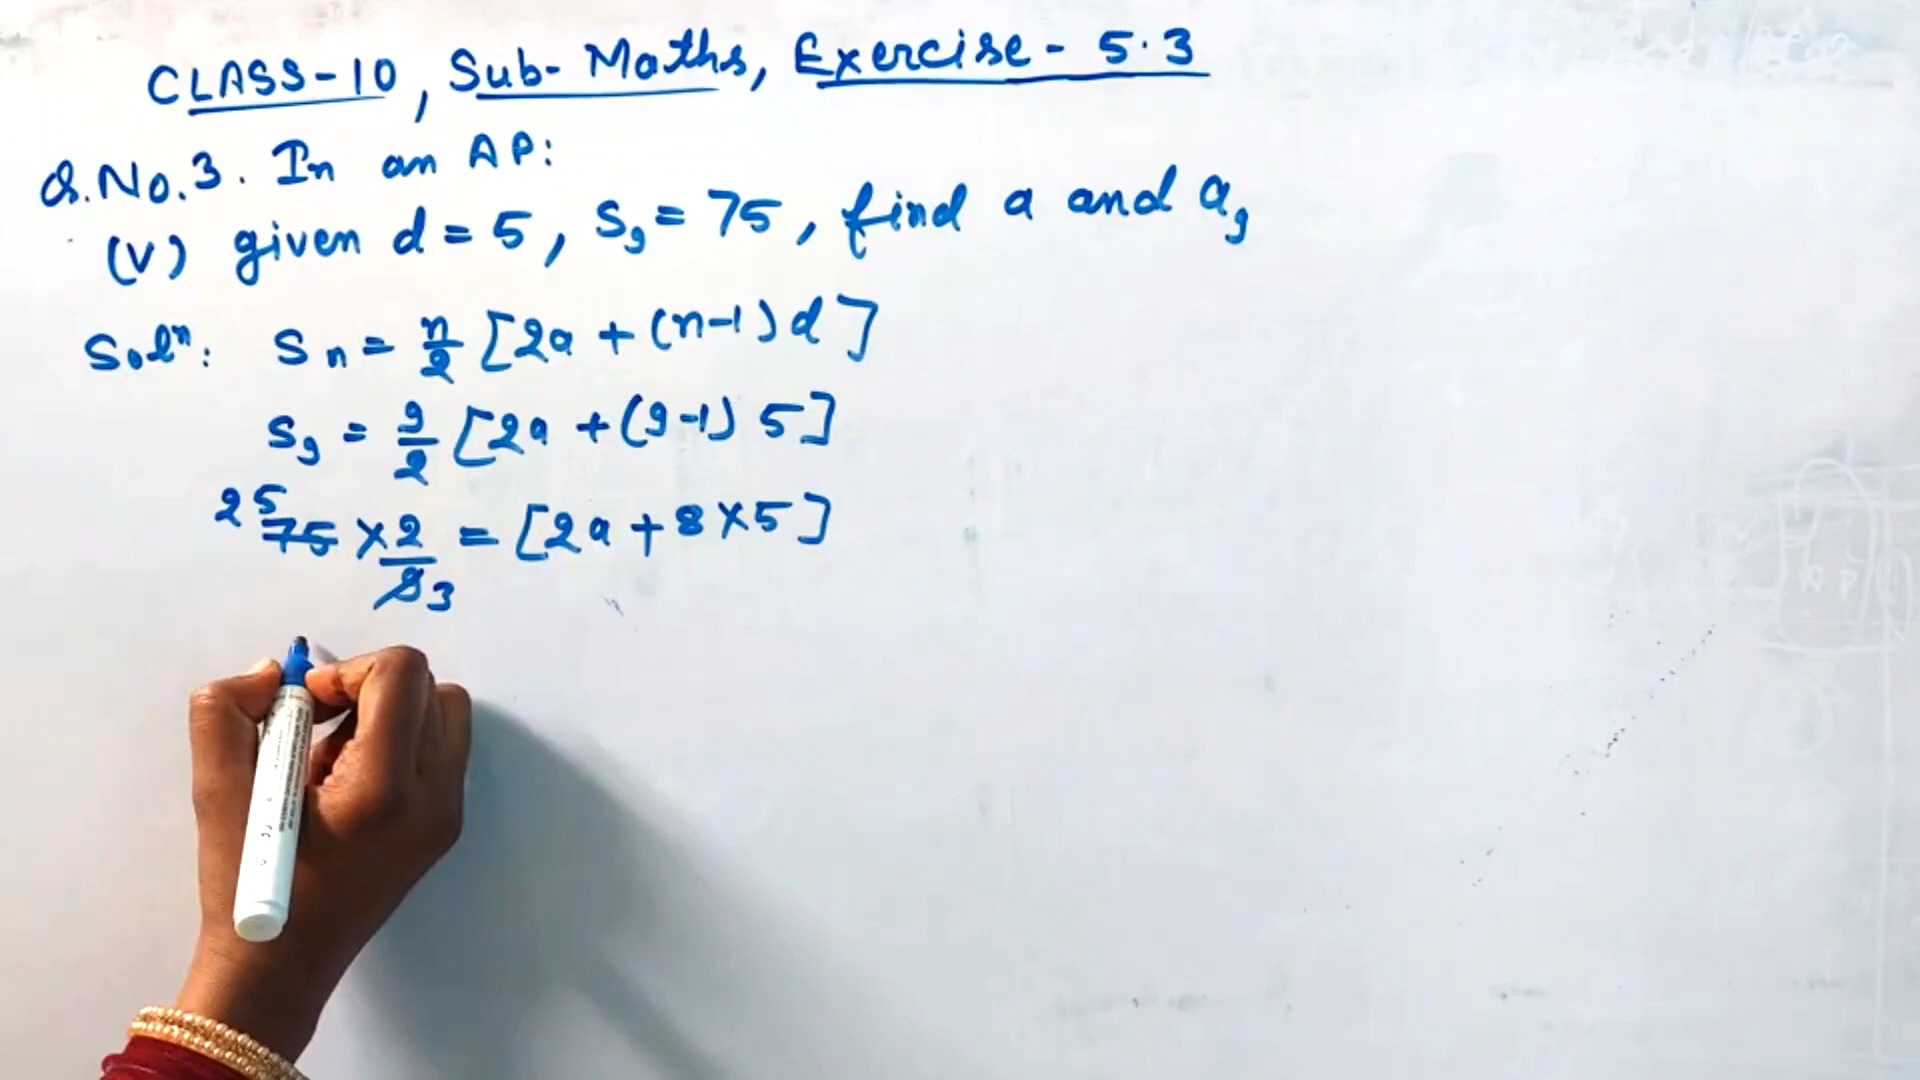 CLASS-10, Sub- Maths, Exercise - 5.3
Q.No.3. In an AP:
(V) given d = 5, S₉ = 75, find a and a₉
Solⁿ: Sn = n/2 [2a + (n-1)d]
S₉ = 9/2 [2a + (9-1) 5]
25
75 × 2/9 = [2a + 8×5]
3